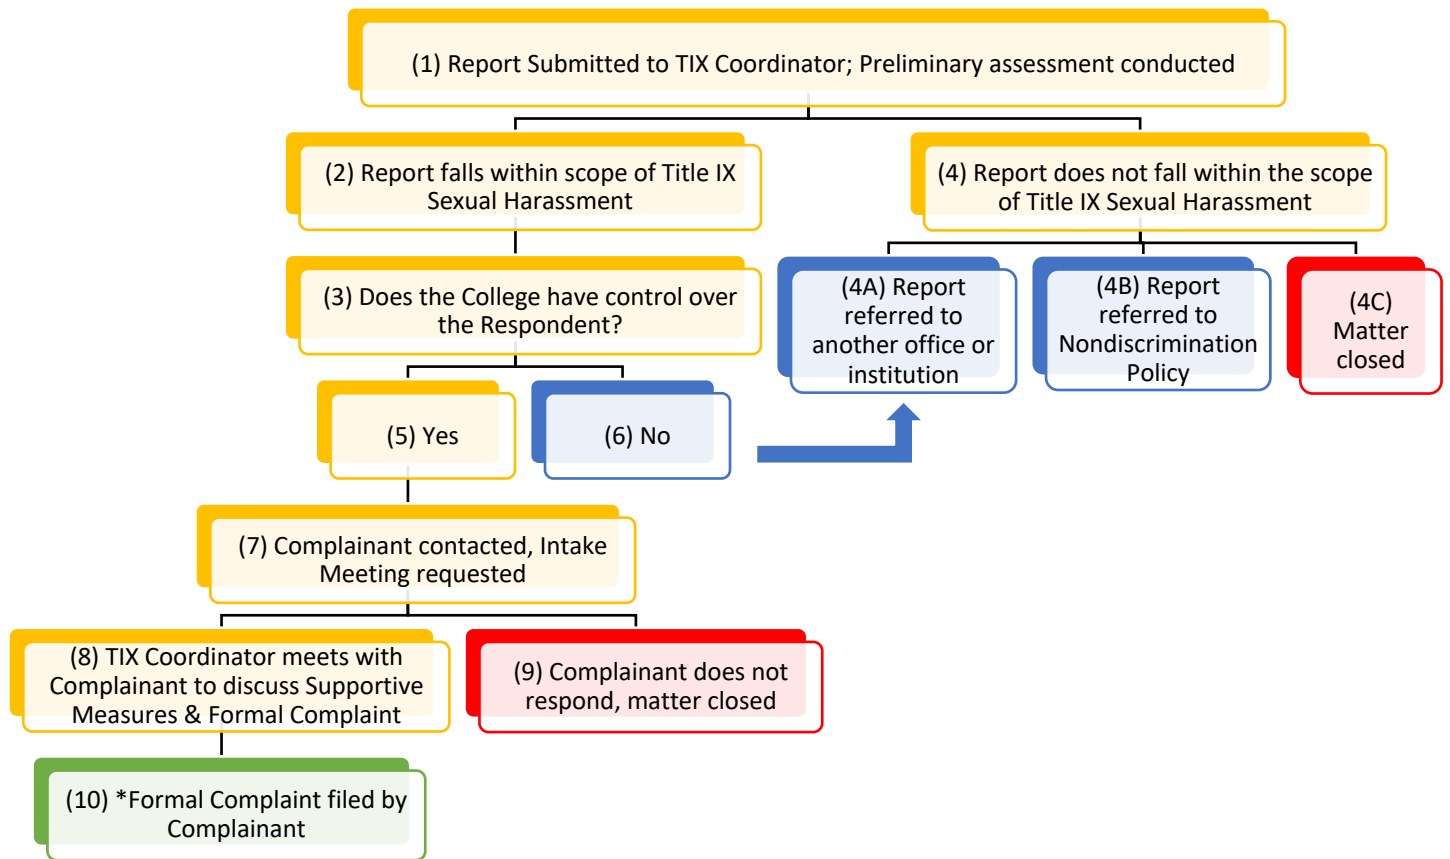 (1) Report Submitted to TIX Coordinator; Preliminary assessment conducted
(2) Report falls within scope of Title IX
Sexual Harassment
(4) Report does not fall within the scope
of Title IX Sexual Harassment
(3) Does the College have control over
the Respondent?
(4A) Report
referred to
another office or
institution
(4B) Report
referred to
Nondiscrimination
Policy
(4C)
Matter
closed
(5) Yes
(6) No
(7) Complainant contacted, Intake
Meeting requested
(8) TIX Coordinator meets with
Complainant to discuss Supportive
Measures & Formal Complaint
(9) Complainant does not
respond, matter closed
(10) *Formal Complaint filed by
Complainant